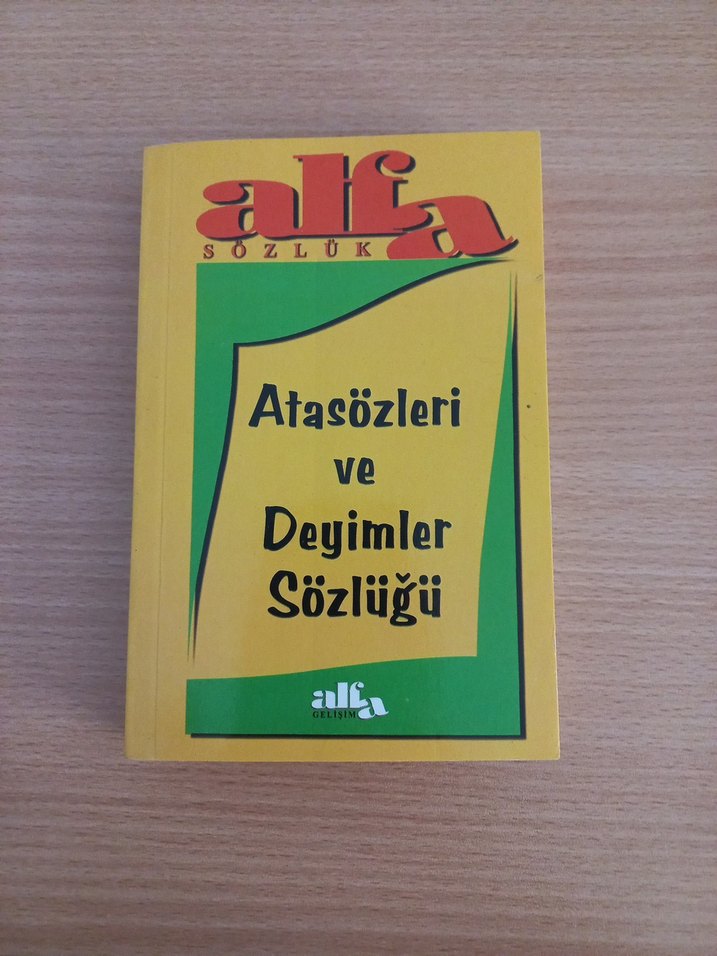 alfa
SÖZLÜK
Atasözleri
ve
Deyimler
Sözlüğü
alfa
GELİŞİM